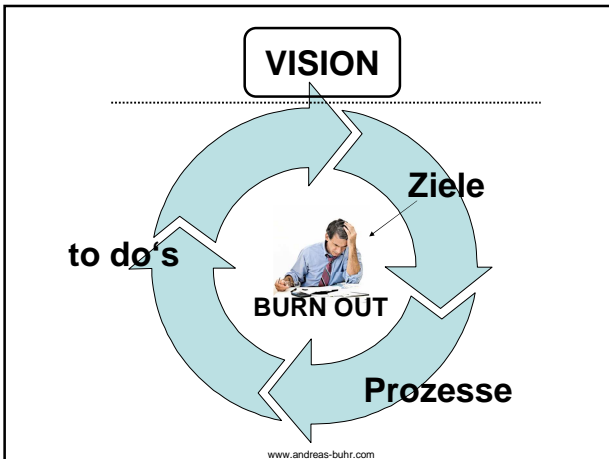 VISION
Ziele
to do‘s
BURN OUT
Prozesse
www.andreas-buhr.com